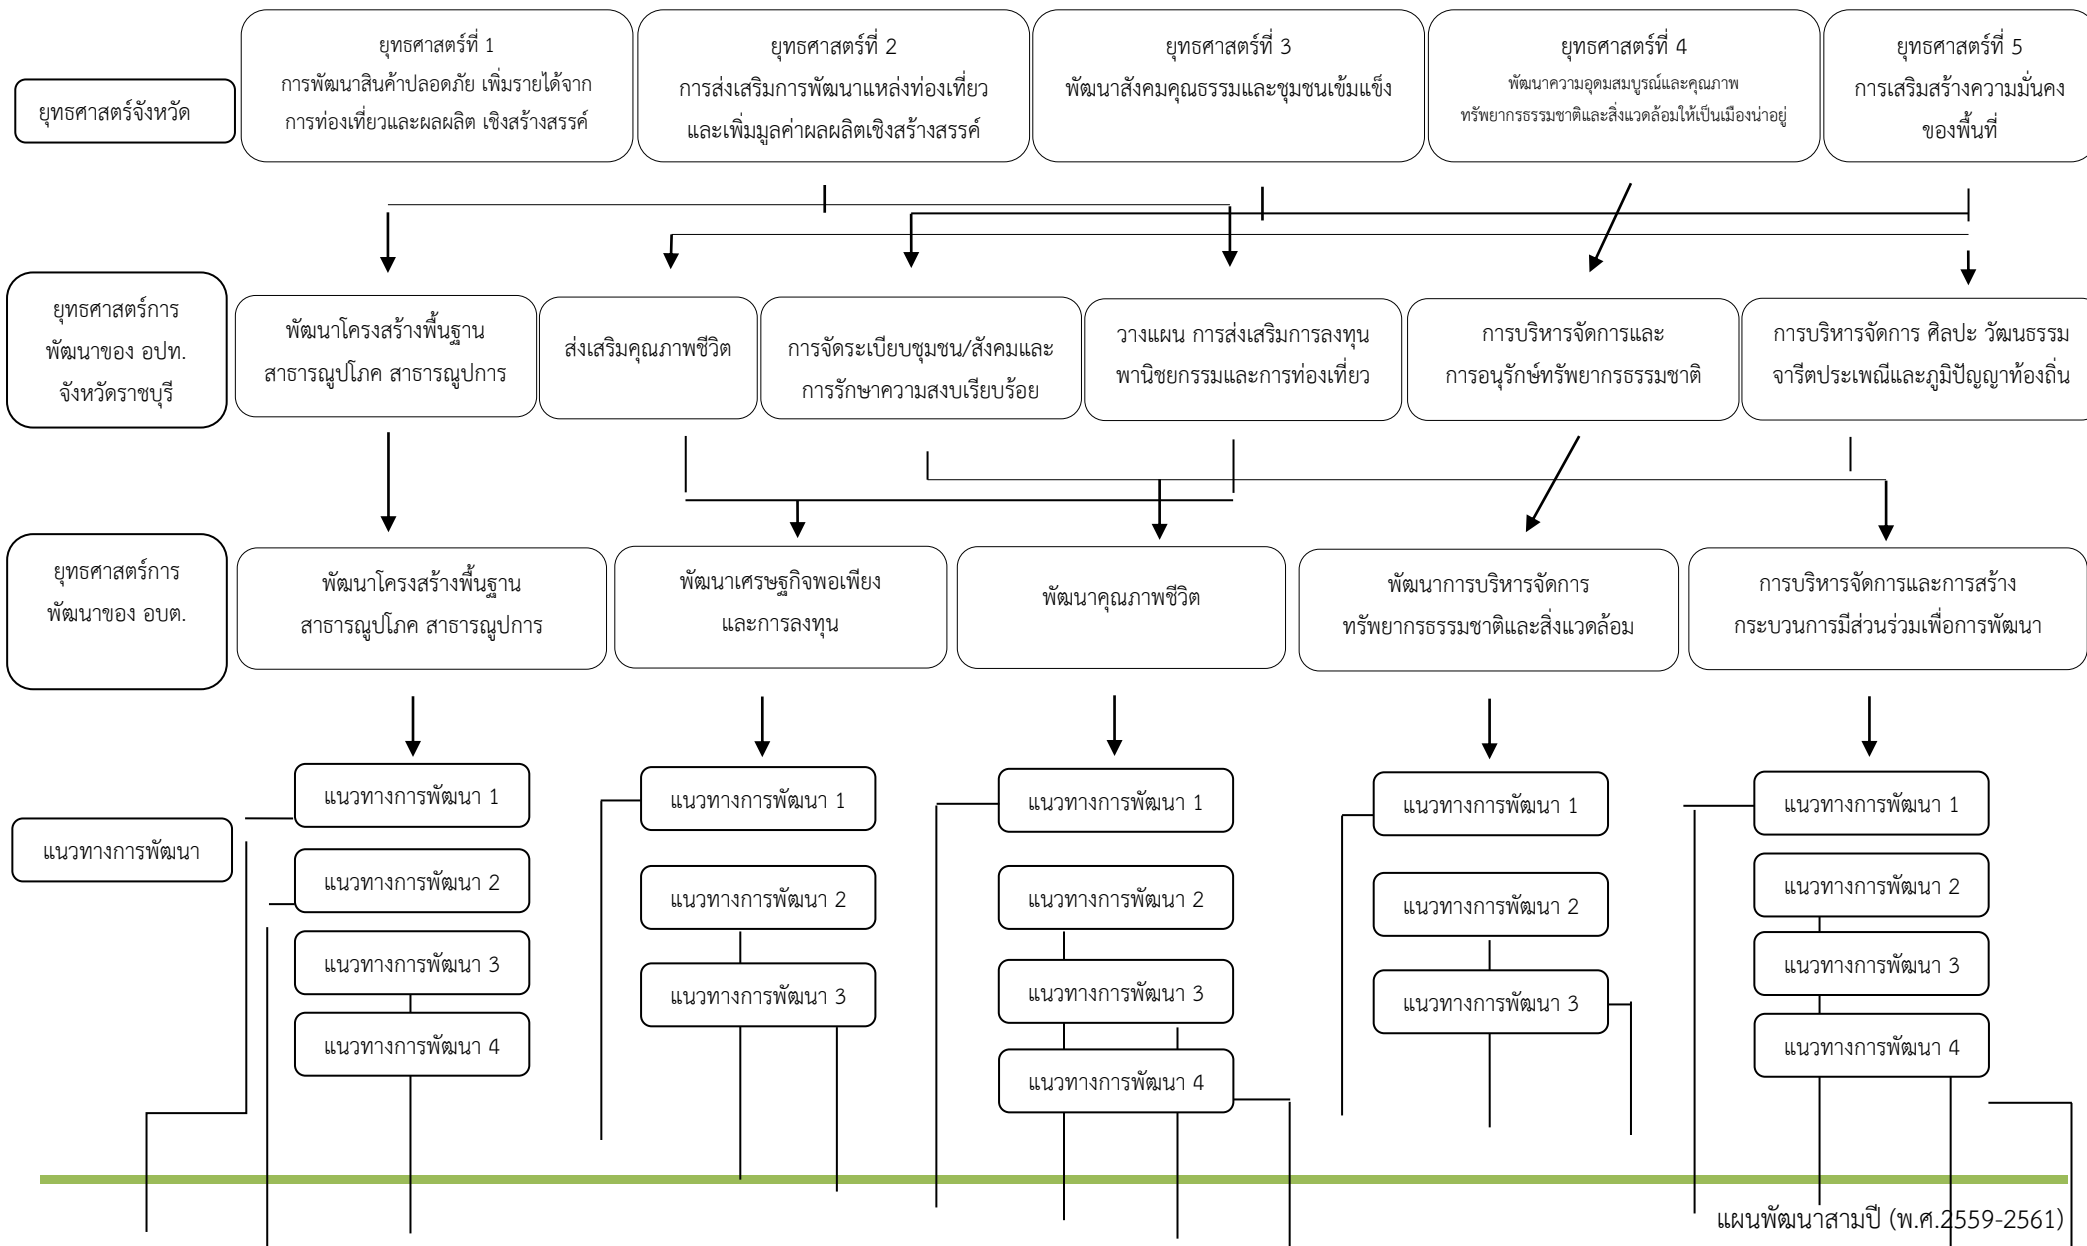 ยุทธศาสตร์จังหวัด
ยุทธศาสตร์ที่ 1
การพัฒนาสินค้าปลอดภัย เพิ่มรายได้จาก
การท่องเที่ยวและผลผลิต เชิงสร้างสรรค์
ยุทธศาสตร์ที่ 2
การส่งเสริมการพัฒนาแหล่งท่องเที่ยว
และเพิ่มมูลค่าผลผลิตเชิงสร้างสรรค์
ยุทธศาสตร์ที่ 3
พัฒนาสังคมคุณธรรมและชุมชนเข้มแข็ง
ยุทธศาสตร์ที่ 4
พัฒนาความอุดมสมบูรณ์และคุณภาพ
ทรัพยากรธรรมชาติและสิ่งแวดล้อมให้เป็นเมืองน่าอยู่
ยุทธศาสตร์ที่ 5
การเสริมสร้างความมั่นคง
ของพื้นที่
ยุทธศาสตร์การ
พัฒนาของ อปท.
จังหวัดราชบุรี
พัฒนาโครงสร้างพื้นฐาน
สาธารณูปโภค สาธารณูปการ
ส่งเสริมคุณภาพชีวิต
การจัดระเบียบชุมชน/สังคมและ
การรักษาความสงบเรียบร้อย
วางแผน การส่งเสริมการลงทุน
พานิชยกรรมและการท่องเที่ยว
การบริหารจัดการและ
การอนุรักษ์ทรัพยากรธรรมชาติ
การบริหารจัดการ ศิลปะ วัฒนธรรม
จารีตประเพณีและภูมิปัญญาท้องถิ่น
ยุทธศาสตร์การ
พัฒนาของ อบต.
พัฒนาโครงสร้างพื้นฐาน
สาธารณูปโภค สาธารณูปการ
พัฒนาเศรษฐกิจพอเพียง
และการลงทุน
พัฒนาคุณภาพชีวิต
พัฒนาการบริหารจัดการ
ทรัพยากรธรรมชาติและสิ่งแวดล้อม
การบริหารจัดการและการสร้าง
กระบวนการมีส่วนร่วมเพื่อการพัฒนา
แนวทางการพัฒนา
แนวทางการพัฒนา 1
แนวทางการพัฒนา 2
แนวทางการพัฒนา 3
แนวทางการพัฒนา 4
แนวทางการพัฒนา 1
แนวทางการพัฒนา 2
แนวทางการพัฒนา 3
แนวทางการพัฒนา 1
แนวทางการพัฒนา 2
แนวทางการพัฒนา 3
แนวทางการพัฒนา 4
แนวทางการพัฒนา 1
แนวทางการพัฒนา 2
แนวทางการพัฒนา 3
แนวทางการพัฒนา 1
แนวทางการพัฒนา 2
แนวทางการพัฒนา 3
แนวทางการพัฒนา 4
แผนพัฒนาสามปี (พ.ศ.2559-2561)